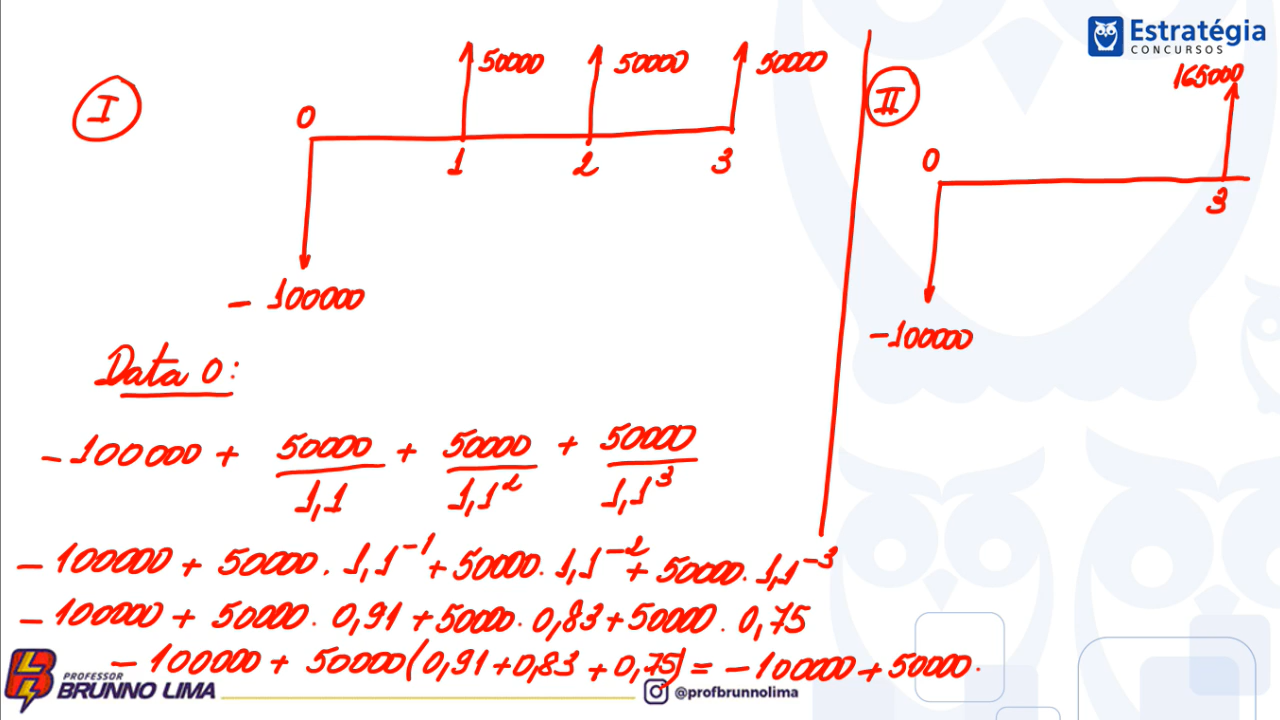 Estratégia
CONCURSOS
I
0
50000
50000
50000
1
2
3
- 100000
II
165000
0
3
-100000
Data 0:
-100000 + 50000/1,1 + 50000/1,1² + 50000/1,1³
- 100000 + 50000 . 1,1⁻¹ + 50000 . 1,1⁻² + 50000 . 1,1⁻³
- 100000 + 50000 . 0,91 + 50000 . 0,83 + 50000 . 0,75
- 100000 + 50000(0,91 + 0,83 + 0,75) = - 100000 + 50000 .
PROFESSOR
BRUNNO LIMA
@profbrunnolima